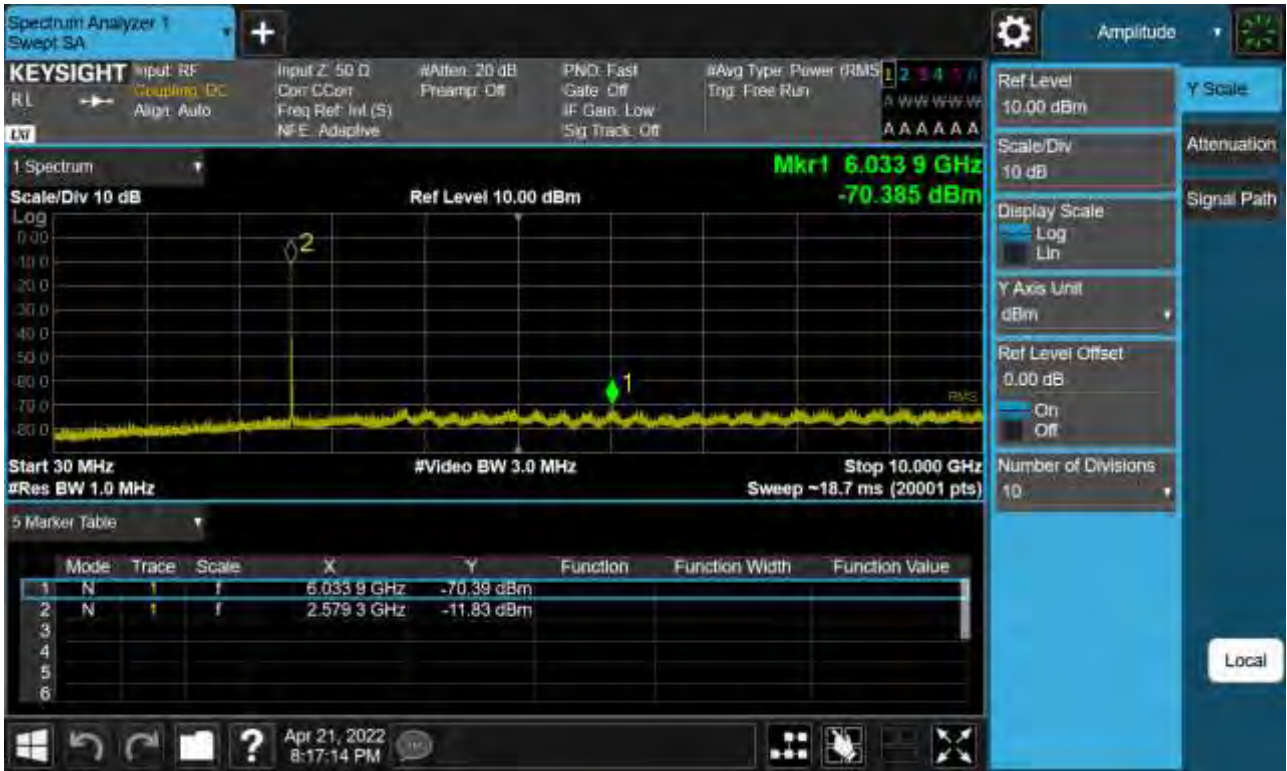 Spectrum Analyzer 1
Swept SA
Amplitude
KEYSIGHT
RL
Input: RF
Coupling: DC
Align: Auto
Input Z: 50 Ω
Corr CCorr
Freq Ref: Int (S)
NFE: Adaptive
#Atten: 20 dB
Preamp: Off
PNO: Fast
Gate: Off
IF Gain: Low
Sig Track: Off
#Avg Type: Power (RMS
Trig: Free Run
1 2 3 4 5 6
A W W W W W
A A A A A A
1 Spectrum
Mkr1 6.033 9 GHz
-70.385 dBm
Scale/Div 10 dB
Ref Level 10.00 dBm
Log
0.00
-10.0
-20.0
-30.0
-40.0
-50.0
-60.0
-70.0
-80.0
2
1
RMS
Start 30 MHz
#Video BW 3.0 MHz
Stop 10.000 GHz
#Res BW 1.0 MHz
Sweep ~18.7 ms (20001 pts)
5 Marker Table
Mode Trace Scale X Y Function Function Width Function Value
1 N 1 f 6.033 9 GHz -70.39 dBm
2 N 1 f 2.579 3 GHz -11.83 dBm
3
4
5
6
Ref Level
10.00 dBm
Scale/Div
10 dB
Display Scale
Log
Lin
Y Axis Unit
dBm
Ref Level Offset
0.00 dB
On
Off
Number of Divisions
10
Y Scale
Attenuation
Signal Path
Local
?
Apr 21, 2022
8:17:14 PM